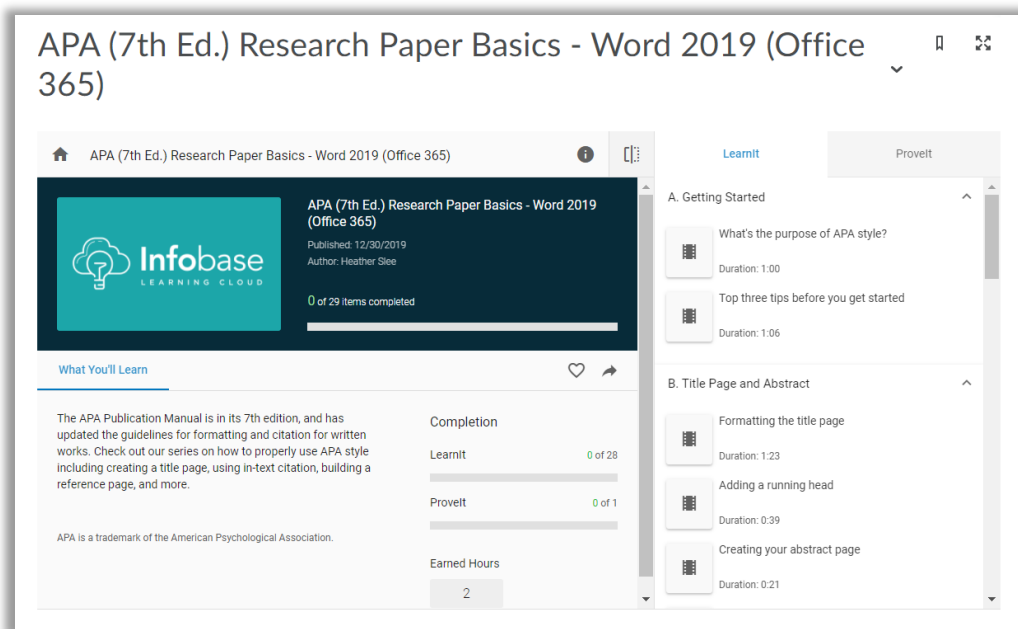 APA (7th Ed.) Research Paper Basics - Word 2019 (Office
365)
APA (7th Ed.) Research Paper Basics - Word 2019 (Office 365)
Infobase
LEARNING CLOUD
APA (7th Ed.) Research Paper Basics - Word 2019
(Office 365)
Published: 12/30/2019
Author: Heather Slee
0 of 29 items completed
What You'll Learn
The APA Publication Manual is in its 7th edition, and has
updated the guidelines for formatting and citation for written
works. Check out our series on how to properly use APA style
including creating a title page, using in-text citation, building a
reference page, and more.
APA is a trademark of the American Psychological Association.
Completion
LearnIt 0 of 28
ProveIt 0 of 1
Earned Hours
2
LearnIt
ProveIt
A. Getting Started
What's the purpose of APA style?
Duration: 1:00
Top three tips before you get started
Duration: 1:06
B. Title Page and Abstract
Formatting the title page
Duration: 1:23
Adding a running head
Duration: 0:39
Creating your abstract page
Duration: 0:21